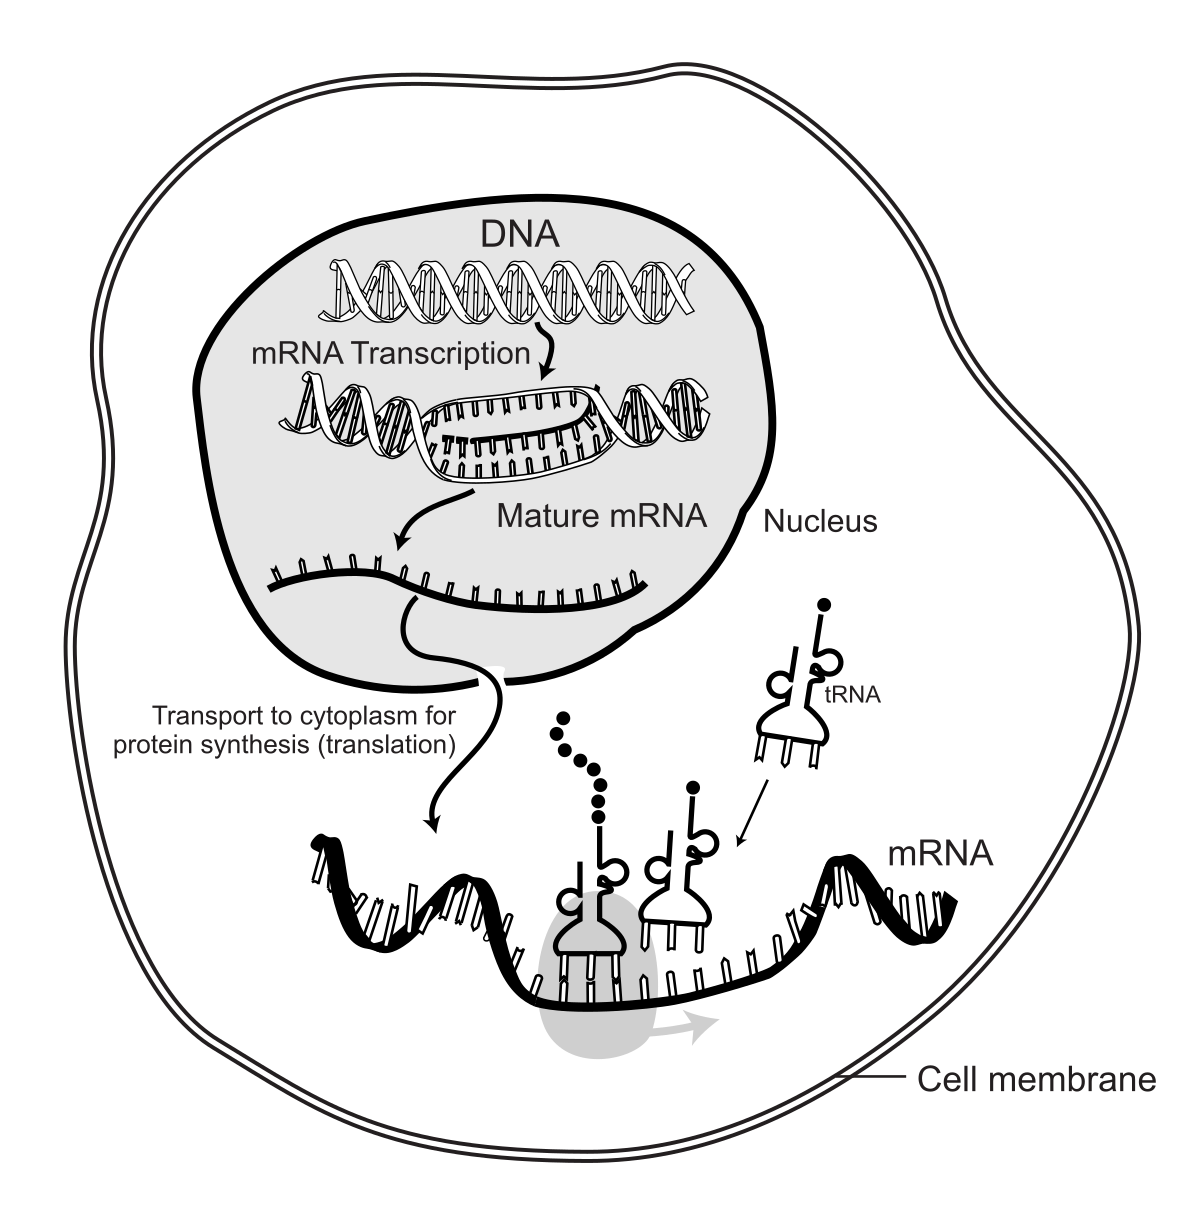 DNA
mRNA Transcription
Mature mRNA
Nucleus
tRNA
Transport to cytoplasm for
protein synthesis (translation)
mRNA
Cell membrane